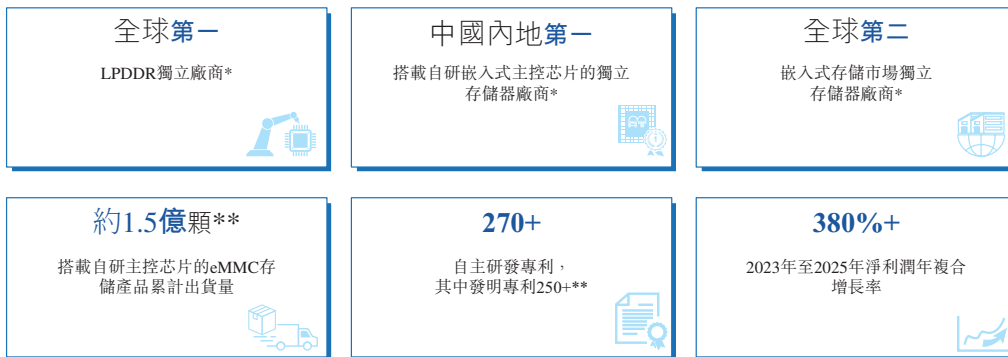 全球第一
LPDDR獨立廠商*
中國內地第一
搭載自研嵌入式主控芯片的獨立
存儲器廠商*
全球第二
嵌入式存儲市場獨立
存儲器廠商*
約1.5億顆**
搭載自研主控芯片的eMMC存
儲產品累計出貨量
270+
自主研發專利，
其中發明專利250+**
380%+
2023年至2025年淨利潤年複合
增長率